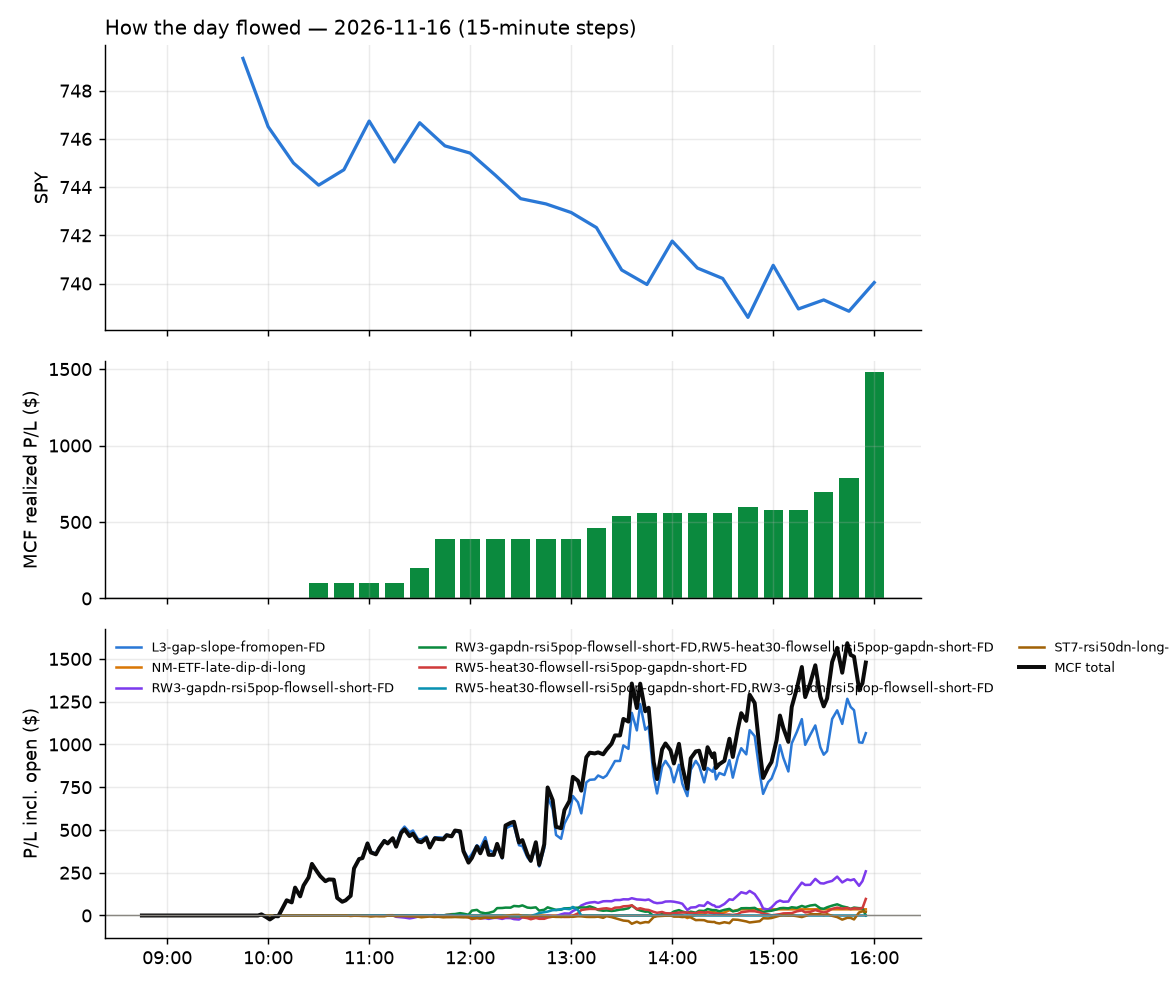 How the day flowed — 2026-11-16 (15-minute steps)
748
746
744
742
740
SPY
1500
1000
500
0
MCF realized P/L ($)
L3-gap-slope-fromopen-FD
NM-ETF-late-dip-di-long
RW3-gapdn-rsi5pop-flowsell-short-FD
RW3-gapdn-rsi5pop-flowsell-short-FD,RW5-heat30-flowsell-rsi5pop-gapdn-short-FD
RW5-heat30-flowsell-rsi5pop-gapdn-short-FD
RW5-heat30-flowsell-rsi5pop-gapdn-short-FD,RW3-gapdn-rsi5pop-flowsell-short-FD
ST7-rsi50dn-long-
MCF total
1500
1250
1000
750
500
250
0
P/L incl. open ($)
09:00 10:00 11:00 12:00 13:00 14:00 15:00 16:00